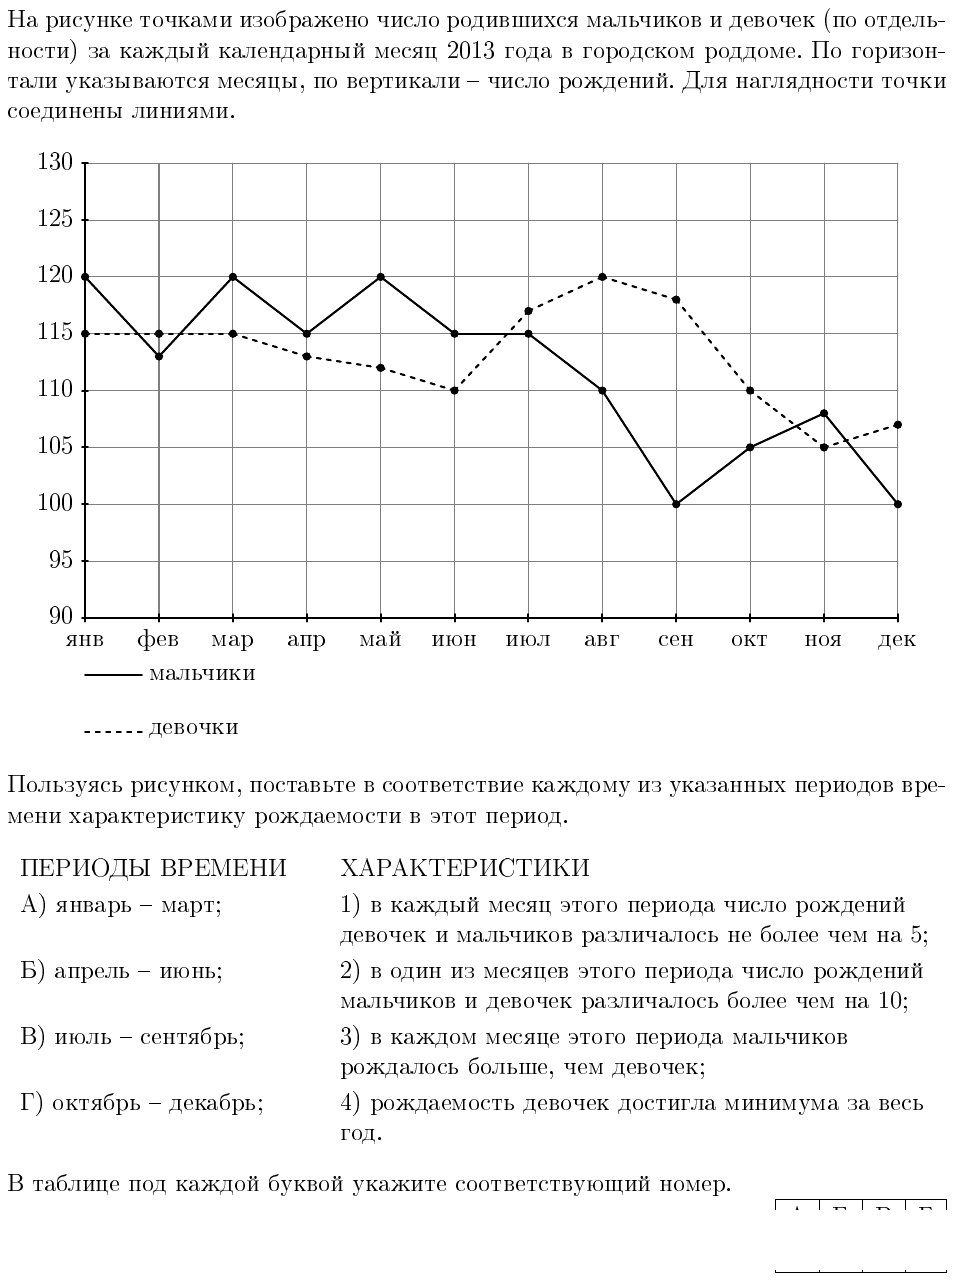 На рисунке точками изображено число родившихся мальчиков и девочек (по отдель-
ности) за каждый календарный месяц 2013 года в городском роддоме. По горизон-
тали указываются месяцы, по вертикали – число рождений. Для наглядности точки
соединены линиями.
130
125
120
115
110
105
100
95
90
янв фев мар апр май июн июл авг сен окт ноя дек
мальчики
девочки
Пользуясь рисунком, поставьте в соответствие каждому из указанных периодов вре-
мени характеристику рождаемости в этот период.
ПЕРИОДЫ ВРЕМЕНИ ХАРАКТЕРИСТИКИ
А) январь – март; 1) в каждый месяц этого периода число рождений
девочек и мальчиков различалось не более чем на 5;
Б) апрель – июнь; 2) в один из месяцев этого периода число рождений
мальчиков и девочек различалось более чем на 10;
В) июль – сентябрь; 3) в каждом месяце этого периода мальчиков
рождалось больше, чем девочек;
Г) октябрь – декабрь; 4) рождаемость девочек достигла минимума за весь
год.
В таблице под каждой буквой укажите соответствующий номер.